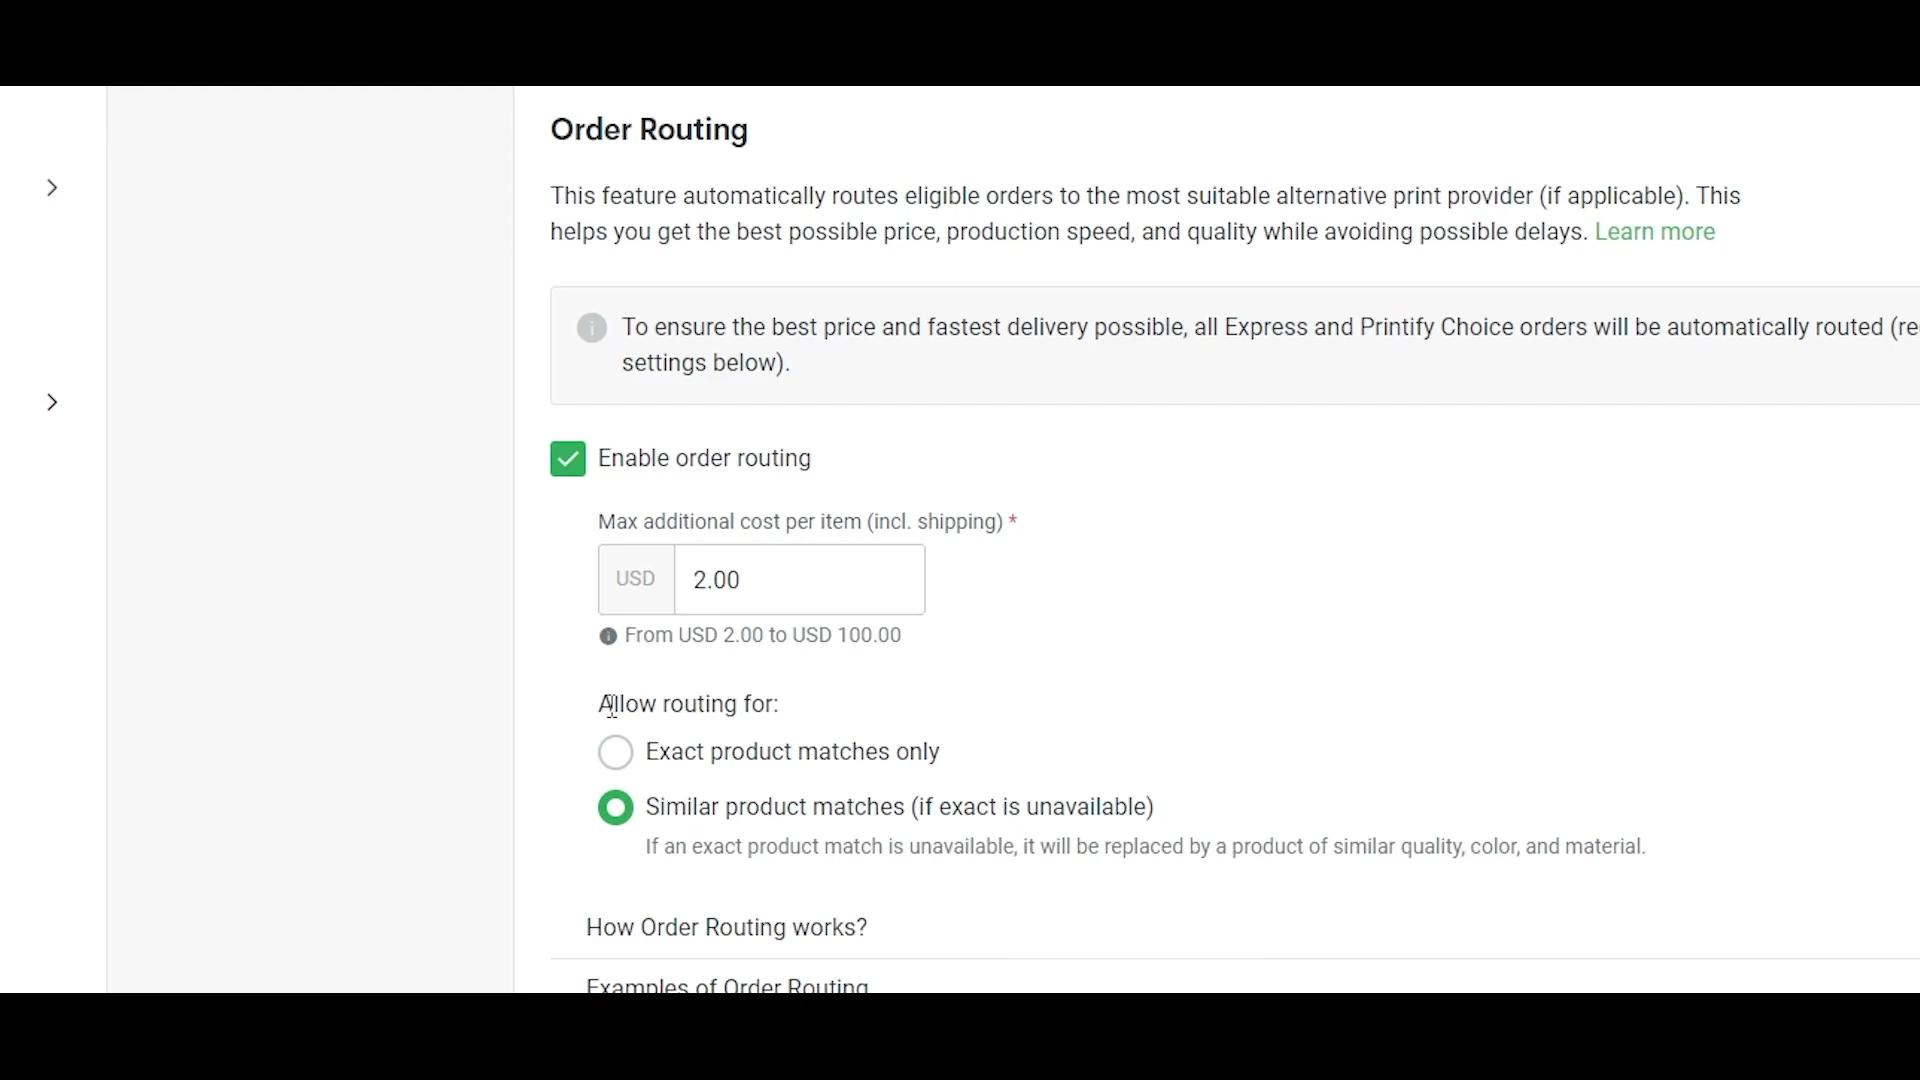 Order Routing
This feature automatically routes eligible orders to the most suitable alternative print provider (if applicable). This
helps you get the best possible price, production speed, and quality while avoiding possible delays. Learn more
To ensure the best price and fastest delivery possible, all Express and Printify Choice orders will be automatically routed (re
settings below).
Enable order routing
Max additional cost per item (incl. shipping) *
USD 2.00
From USD 2.00 to USD 100.00
Allow routing for:
Exact product matches only
Similar product matches (if exact is unavailable)
If an exact product match is unavailable, it will be replaced by a product of similar quality, color, and material.
How Order Routing works?
Examples of Order Routing